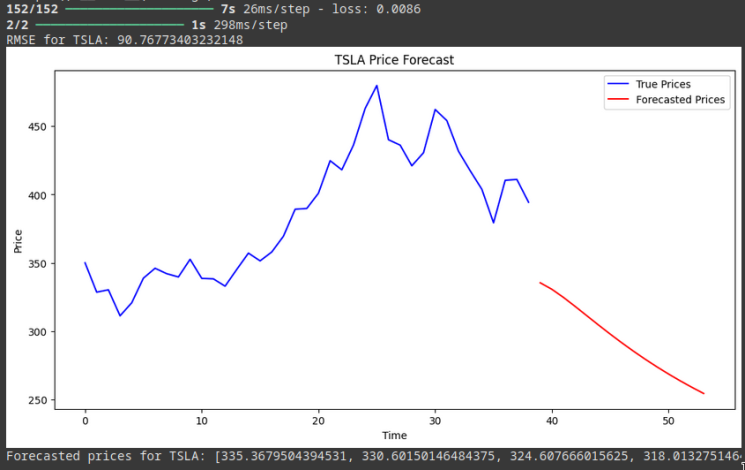 152/152 ━━━━━━━━━━━━━━━━━━━━ 7s 26ms/step - loss: 0.0086
2/2 ━━━━━━━━━━━━━━━━━━━━ 1s 298ms/step
RMSE for TSLA: 90.76773403232148
TSLA Price Forecast
True Prices
Forecasted Prices
450
400
350
300
250
Price
0 10 20 30 40 50
Time
Forecasted prices for TSLA: [335.3679504394531, 330.60150146484375, 324.607666015625, 318.013275146